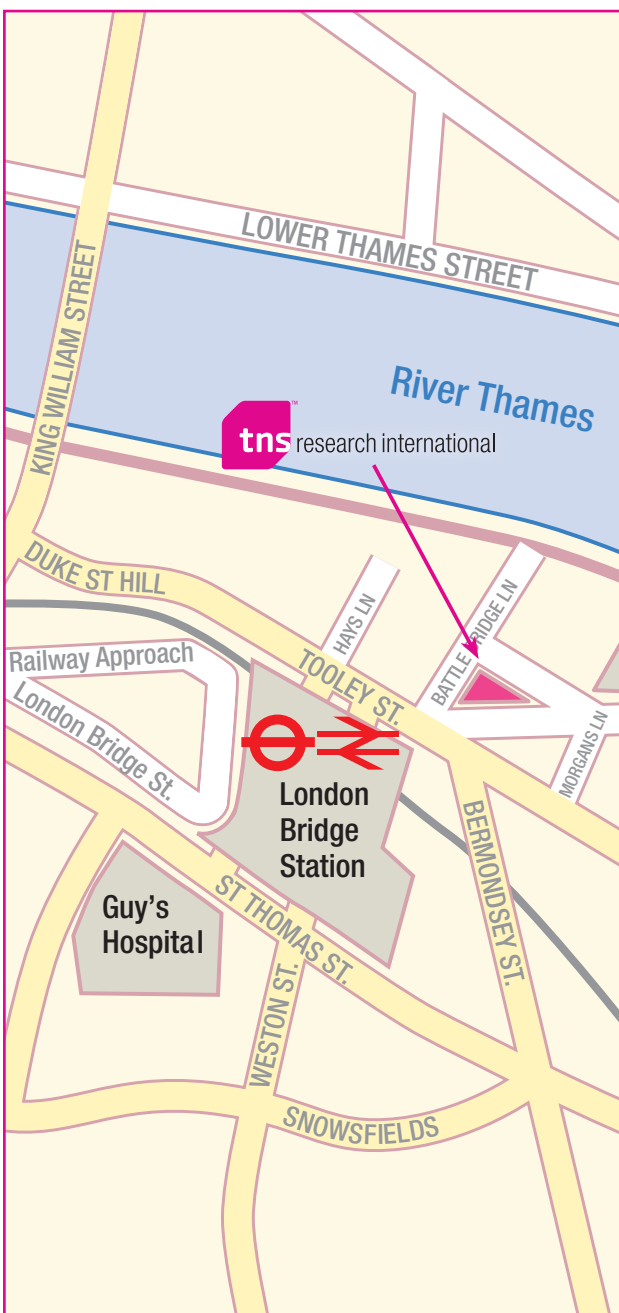 LOWER THAMES STREET
KING WILLIAM STREET
River Thames
tns™ research international
DUKE ST HILL
HAYS LN
BATTLE BRIDGE LN
Railway Approach
TOOLEY ST.
London Bridge St.
MORGANS LN
London
Bridge
Station
BERMONDSEY ST.
Guy's
Hospital
ST THOMAS ST.
WESTON ST.
SNOWSFIELDS